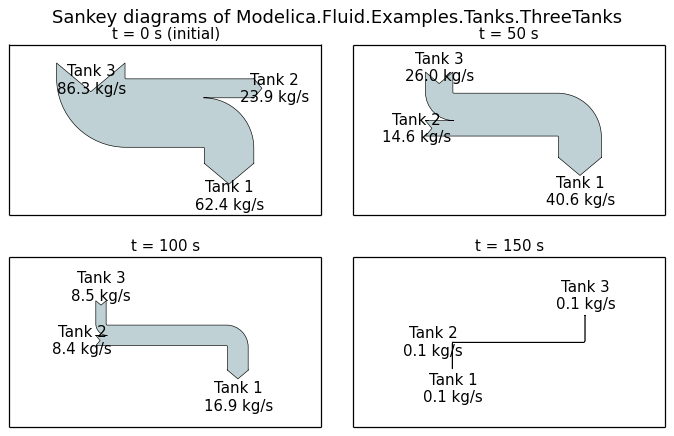 Sankey diagrams of Modelica.Fluid.Examples.Tanks.ThreeTanks
t = 0 s (initial)
Tank 3
86.3 kg/s
Tank 2
23.9 kg/s
Tank 1
62.4 kg/s
t = 50 s
Tank 3
26.0 kg/s
Tank 2
14.6 kg/s
Tank 1
40.6 kg/s
t = 100 s
Tank 3
8.5 kg/s
Tank 2
8.4 kg/s
Tank 1
16.9 kg/s
t = 150 s
Tank 3
0.1 kg/s
Tank 2
0.1 kg/s
Tank 1
0.1 kg/s